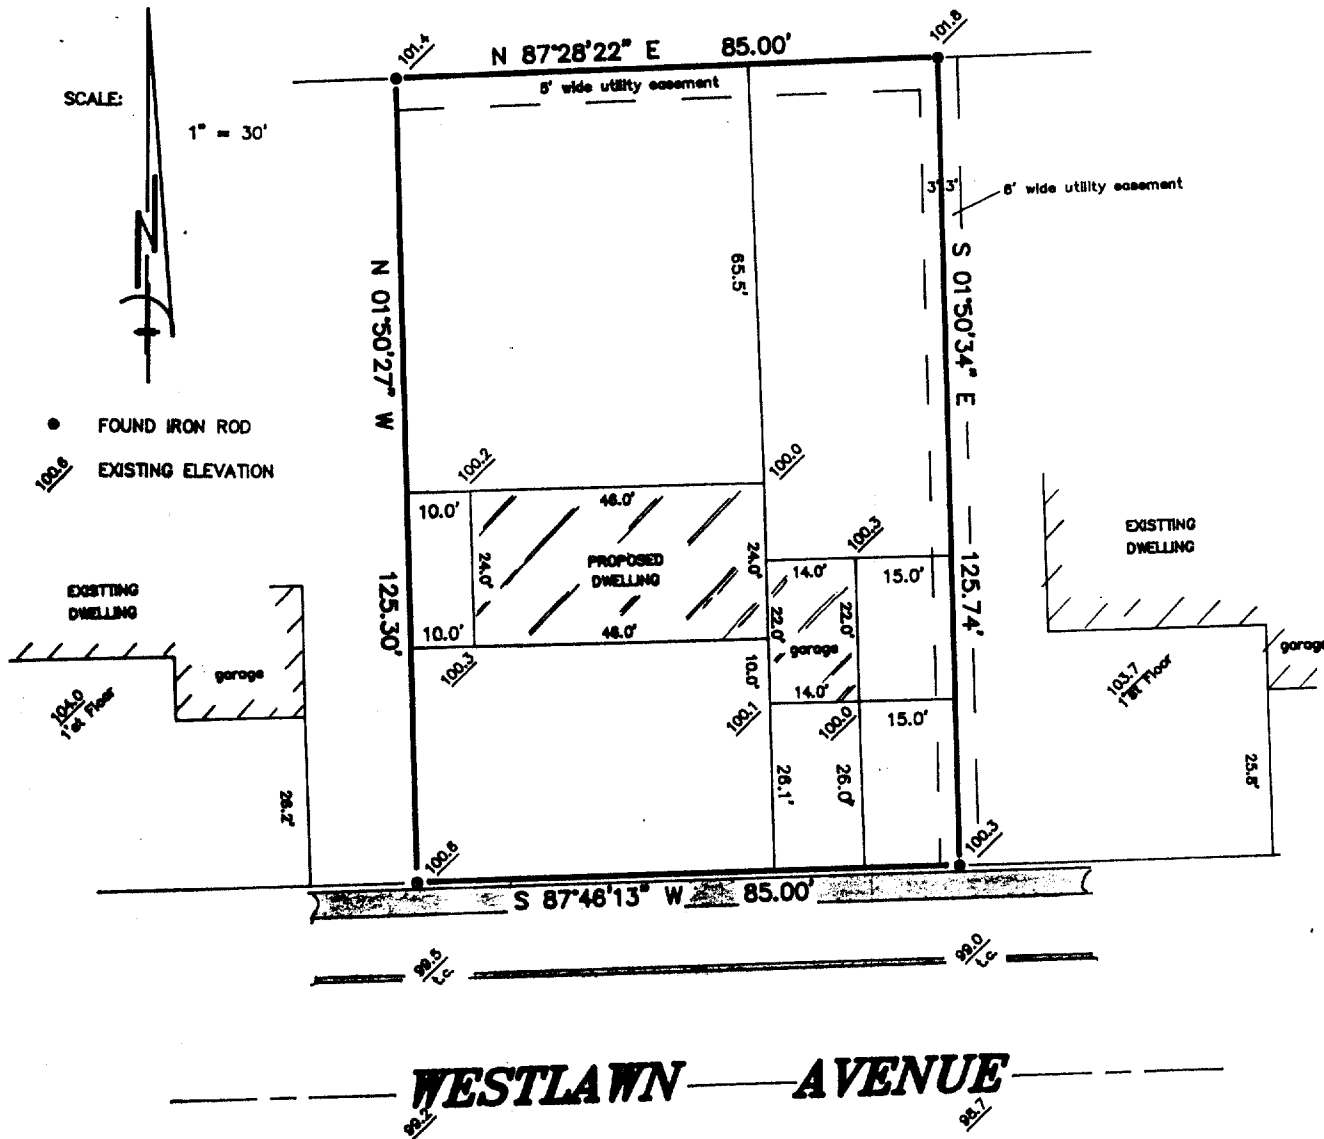 101.4
N 87°28'22" E 85.00'
101.8
5' wide utility easement
SCALE:
1" = 30'
N
3' 3'
6' wide utility easement
65.5'
N 01°50'27" W
125.30'
S 01°50'34" E
125.74'
FOUND IRON ROD
100.6 EXISTING ELEVATION
100.2
100.0
10.0'
46.0'
24.0'
PROPOSED
DWELLING
24.0'
100.3
14.0'
15.0'
EXISTTING
DWELLING
EXISTTING
DWELLING
10.0'
46.0'
22.0'
22.0'
garage
garage
garage
100.3
10.0'
14.0'
104.0
1'st Floor
103.7
1'st Floor
100.1
100.0
15.0'
26.2'
26.1'
26.0'
25.8'
100.6
100.3
S 87°46'13" W 85.00'
99.5
t.c.
99.0
t.c.
WESTLAWN AVENUE
99.2